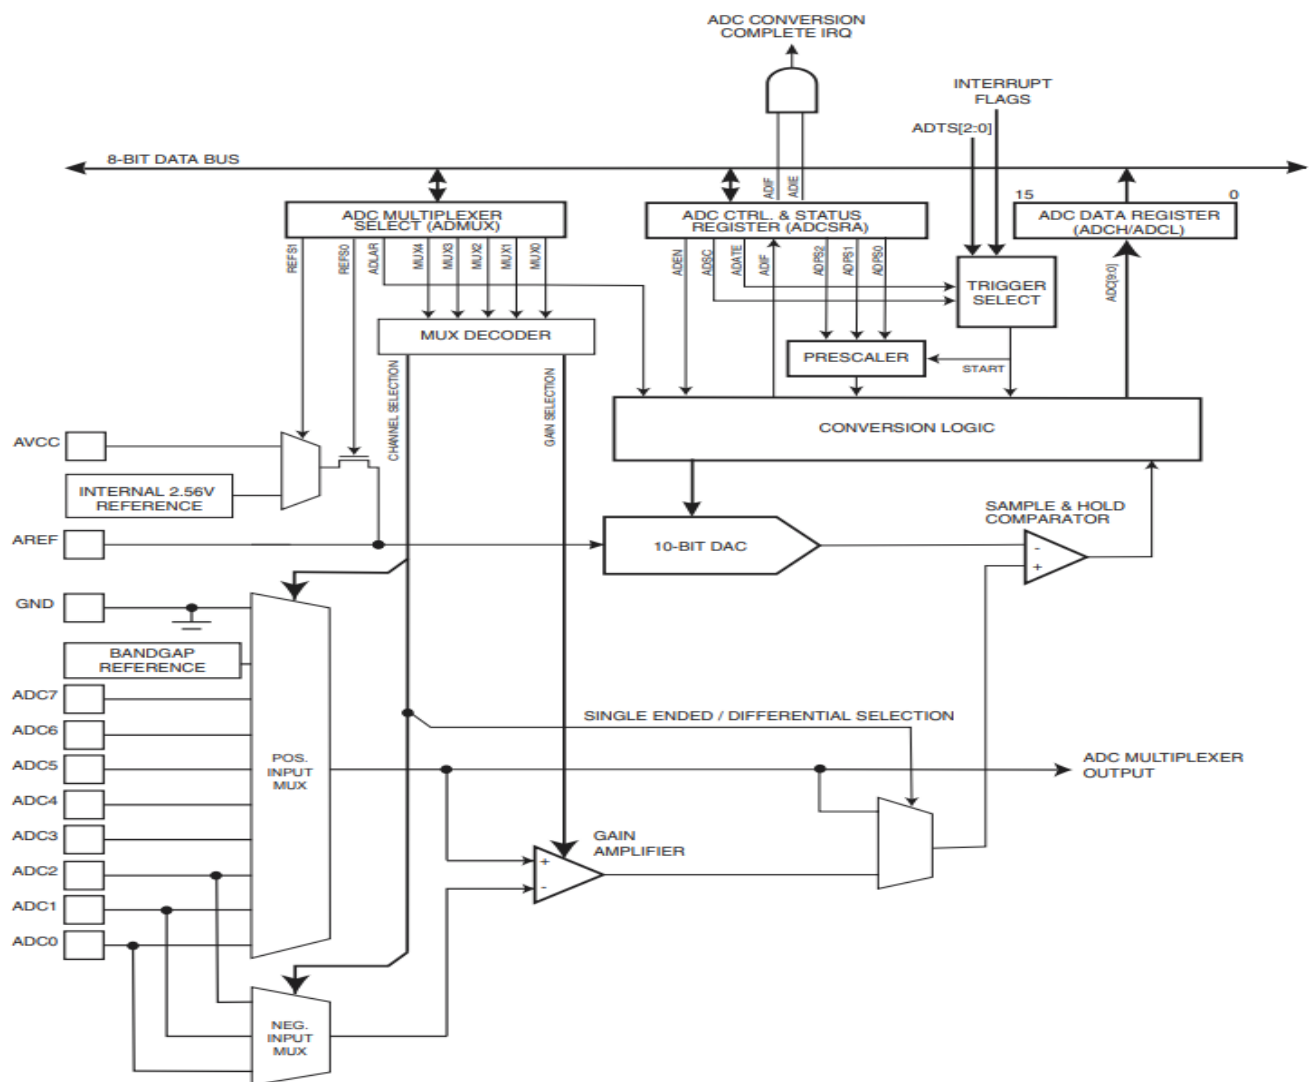 ADC CONVERSION
COMPLETE IRQ
INTERRUPT
FLAGS
ADTS[2:0]
8-BIT DATA BUS
ADIF
ADIE
15
0
ADC MULTIPLEXER
SELECT (ADMUX)
ADC CTRL. & STATUS
REGISTER (ADCSRA)
ADC DATA REGISTER
(ADCH/ADCL)
REFS1
REFS0
ADLAR
MUX4
MUX3
MUX2
MUX1
MUX0
ADEN
ADSC
ADATE
ADIF
ADPS2
ADPS1
ADPS0
ADC[9:0]
TRIGGER
SELECT
MUX DECODER
PRESCALER
START
CHANNEL SELECTION
GAIN SELECTION
CONVERSION LOGIC
AVCC
INTERNAL 2.56V
REFERENCE
SAMPLE & HOLD
COMPARATOR
AREF
10-BIT DAC
-
+
GND
BANDGAP
REFERENCE
ADC7
SINGLE ENDED / DIFFERENTIAL SELECTION
ADC6
ADC5
POS.
INPUT
MUX
ADC MULTIPLEXER
OUTPUT
ADC4
ADC3
GAIN
AMPLIFIER
+
-
ADC2
ADC1
ADC0
NEG.
INPUT
MUX